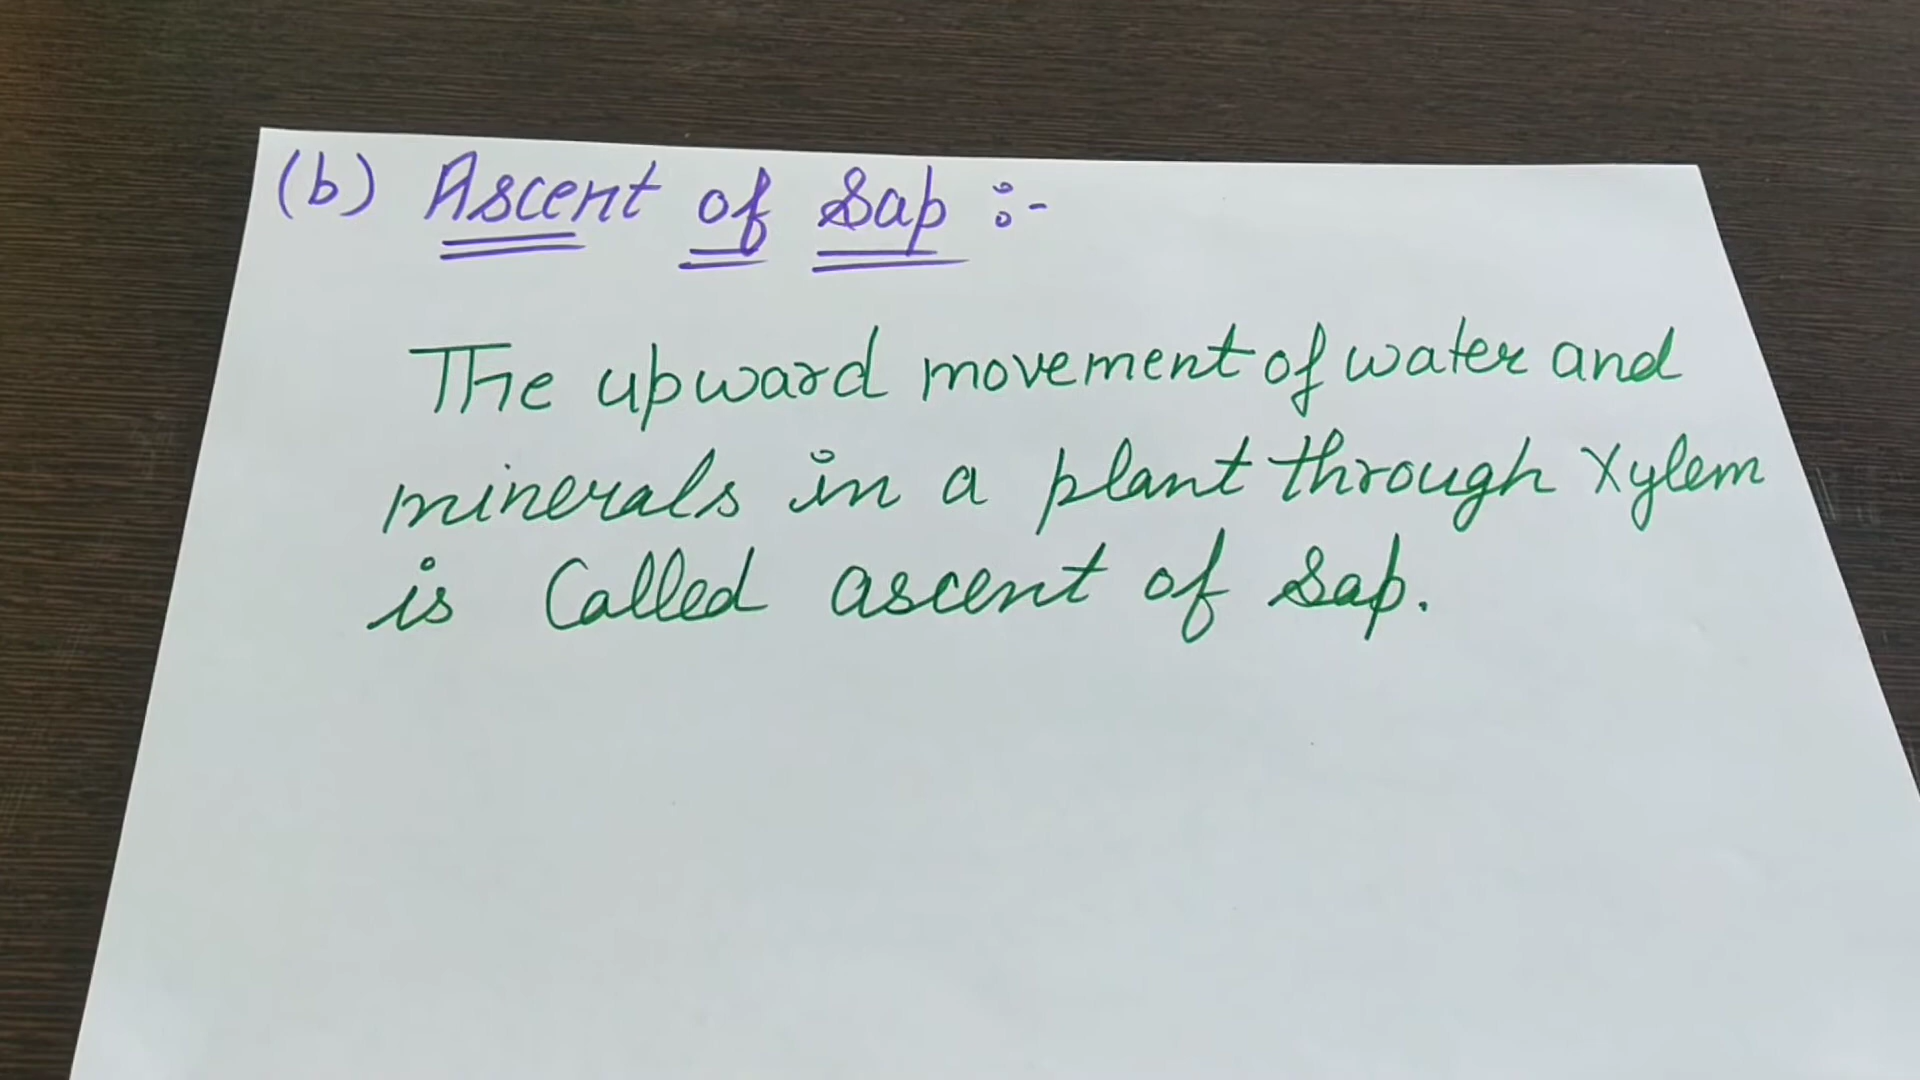 (b) Ascent of Sap :-
The upward movement of water and
minerals in a plant through Xylem
is Called ascent of Sap.